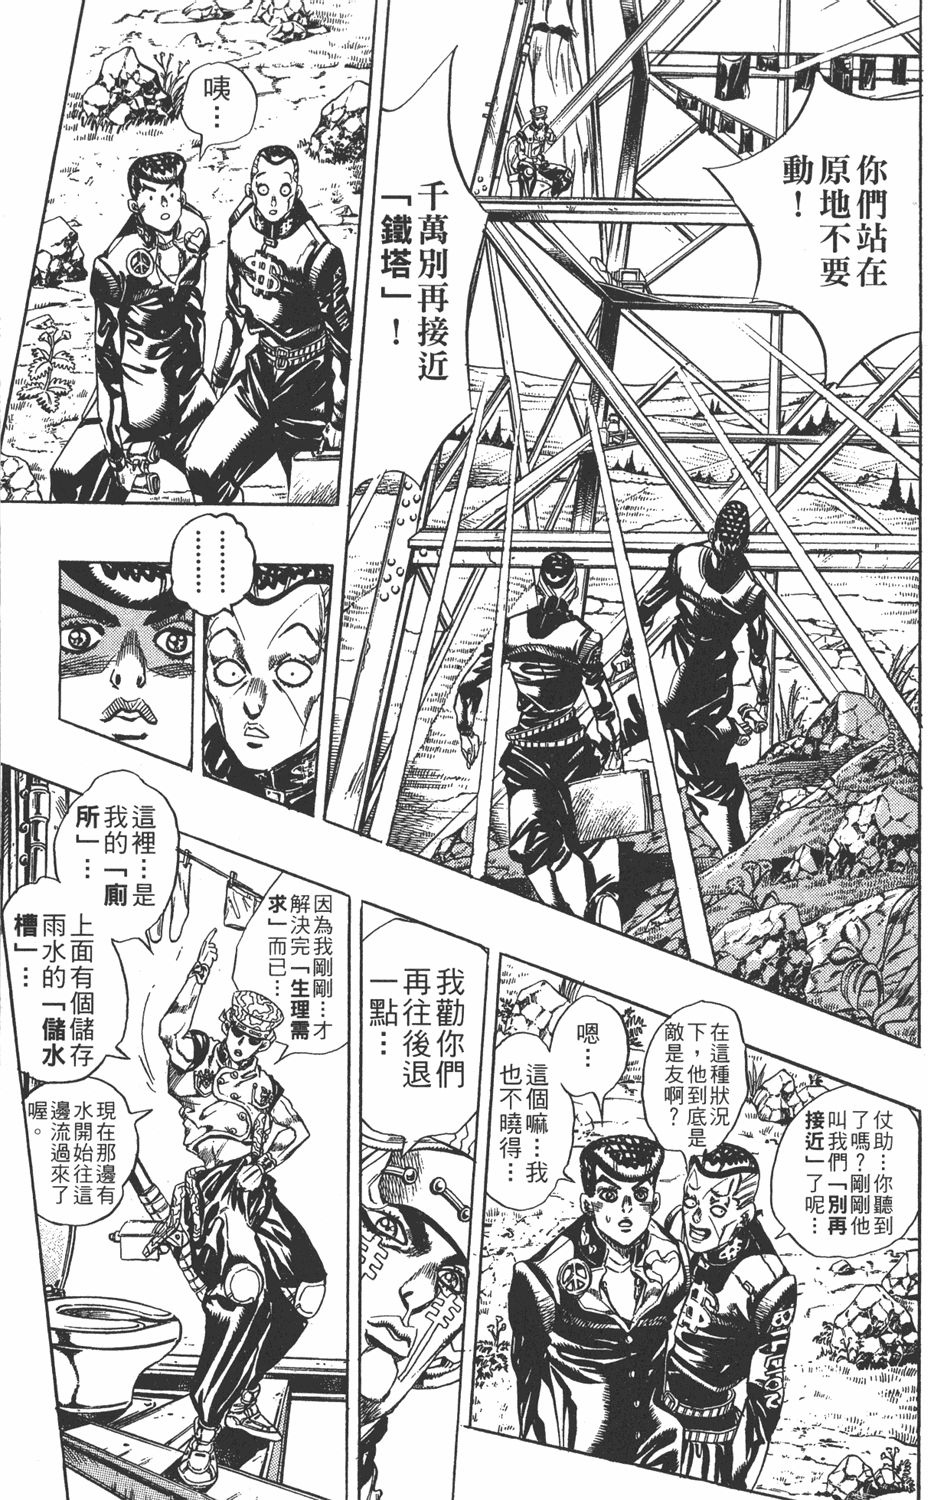 你們站在
原地不要
動！
千萬別再接近
「鐵塔」！
咦…
…………
仗助…你聽到
了嗎？剛剛他
叫我們「別再
接近」了呢…
在這種狀況
下，他到底是
敵是友啊？
嗯…
這個嘛…我
也不曉得…
BILLION
我勸你們
再往後退
一點…
因為我剛剛…才
解決完「生理需
求」而已…
這裡…是
我的「廁
所」…
上面有個儲存
雨水的「儲水
槽」…
現在那邊有
水開始往這
邊流過來了
喔。